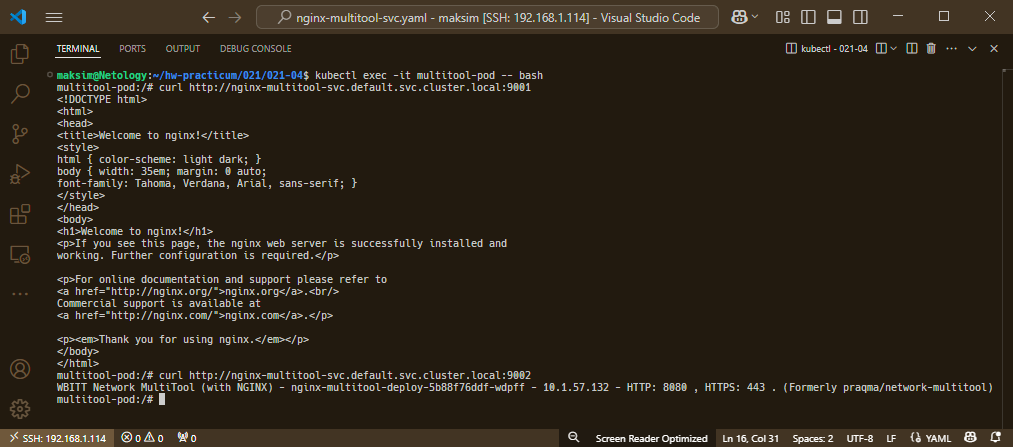 nginx-multitool-svc.yaml - maksim [SSH: 192.168.1.114] - Visual Studio Code
TERMINAL PORTS OUTPUT DEBUG CONSOLE
kubectl - 021-04
maksim@Netology:~/hw-practicum/021/021-04$ kubectl exec -it multitool-pod -- bash
multitool-pod:/# curl http://nginx-multitool-svc.default.svc.cluster.local:9001
<!DOCTYPE html>
<html>
<head>
<title>Welcome to nginx!</title>
<style>
html { color-scheme: light dark; }
body { width: 35em; margin: 0 auto;
font-family: Tahoma, Verdana, Arial, sans-serif; }
</style>
</head>
<body>
<h1>Welcome to nginx!</h1>
<p>If you see this page, the nginx web server is successfully installed and
working. Further configuration is required.</p>
<p>For online documentation and support please refer to
<a href="http://nginx.org/">nginx.org</a>.<br/>
Commercial support is available at
<a href="http://nginx.com/">nginx.com</a>.</p>
<p><em>Thank you for using nginx.</em></p>
</body>
</html>
multitool-pod:/# curl http://nginx-multitool-svc.default.svc.cluster.local:9002
WBITT Network MultiTool (with NGINX) - nginx-multitool-deploy-5b88f76ddf-wdpff - 10.1.57.132 - HTTP: 8080 , HTTPS: 443 . (Formerly praqma/network-multitool)
multitool-pod:/#
SSH: 192.168.1.114 0 0 0 Screen Reader Optimized Ln 16, Col 31 Spaces: 2 UTF-8 LF {} YAML